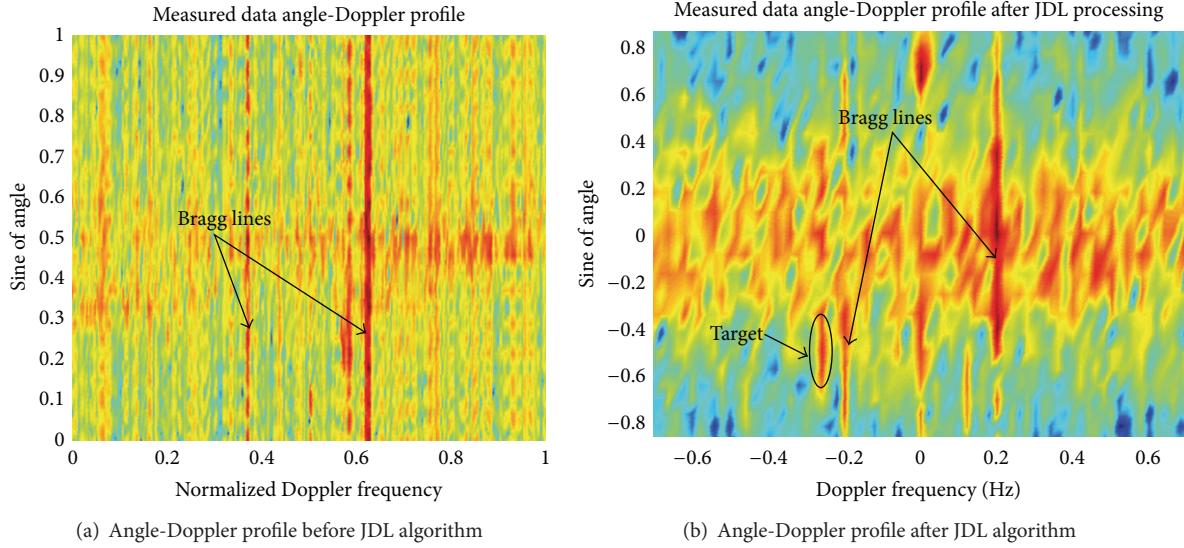 Measured data angle-Doppler profile
1
0.9
0.8
0.7
0.6
0.5
0.4
0.3
0.2
0.1
0
Sine of angle
Bragg lines
0 0.2 0.4 0.6 0.8 1
Normalized Doppler frequency
(a) Angle-Doppler profile before JDL algorithm
Measured data angle-Doppler profile after JDL processing
0.8
0.6
0.4
0.2
0
−0.2
−0.4
−0.6
−0.8
Sine of angle
Bragg lines
Target
−0.6 −0.4 −0.2 0 0.2 0.4 0.6
Doppler frequency (Hz)
(b) Angle-Doppler profile after JDL algorithm